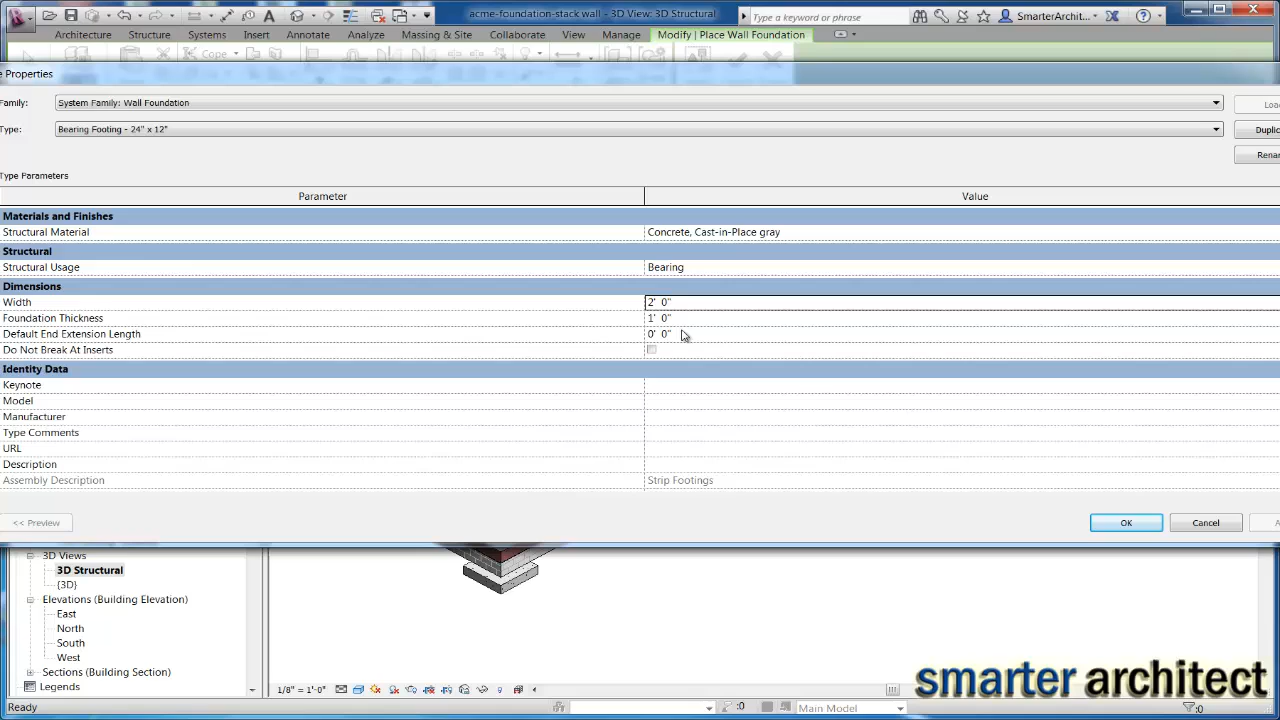 acme-foundation-stack wall - 3D View: 3D Structural
Type a keyword or phrase
SmarterArchit...
Architecture Structure Systems Insert Annotate Analyze Massing & Site Collaborate View Manage Modify | Place Wall Foundation
Cope
e Properties
Family: System Family: Wall Foundation Loa
Type: Bearing Footing - 24" x 12" Duplic
Renar
Type Parameters
Parameter Value
Materials and Finishes
Structural Material Concrete, Cast-in-Place gray
Structural
Structural Usage Bearing
Dimensions
Width 2' 0"
Foundation Thickness 1' 0"
Default End Extension Length 0' 0"
Do Not Break At Inserts
Identity Data
Keynote
Model
Manufacturer
Type Comments
URL
Description
Assembly Description Strip Footings
<< Preview OK Cancel A
3D Views
3D Structural
{3D}
Elevations (Building Elevation)
East
North
South
West
Sections (Building Section)
Legends
1/8" = 1'-0"
smarter architect
Ready :0 Main Model :0